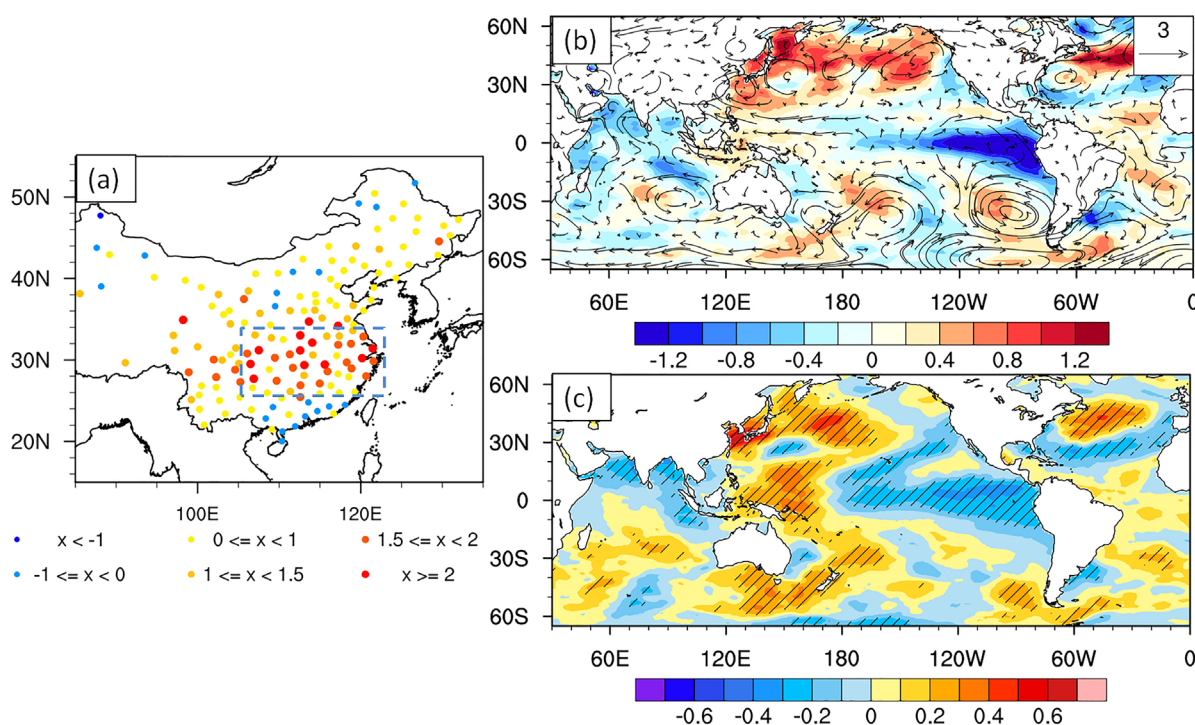 (a)
50N
40N
30N
20N
100E 120E
x < -1 0 <= x < 1 1.5 <= x < 2
-1 <= x < 0 1 <= x < 1.5 x >= 2
(b)
3
60N
30N
0
30S
60S
60E 120E 180 120W 60W 0
-1.2 -0.8 -0.4 0 0.4 0.8 1.2
(c)
60N
30N
0
30S
60S
60E 120E 180 120W 60W 0
-0.6 -0.4 -0.2 0 0.2 0.4 0.6